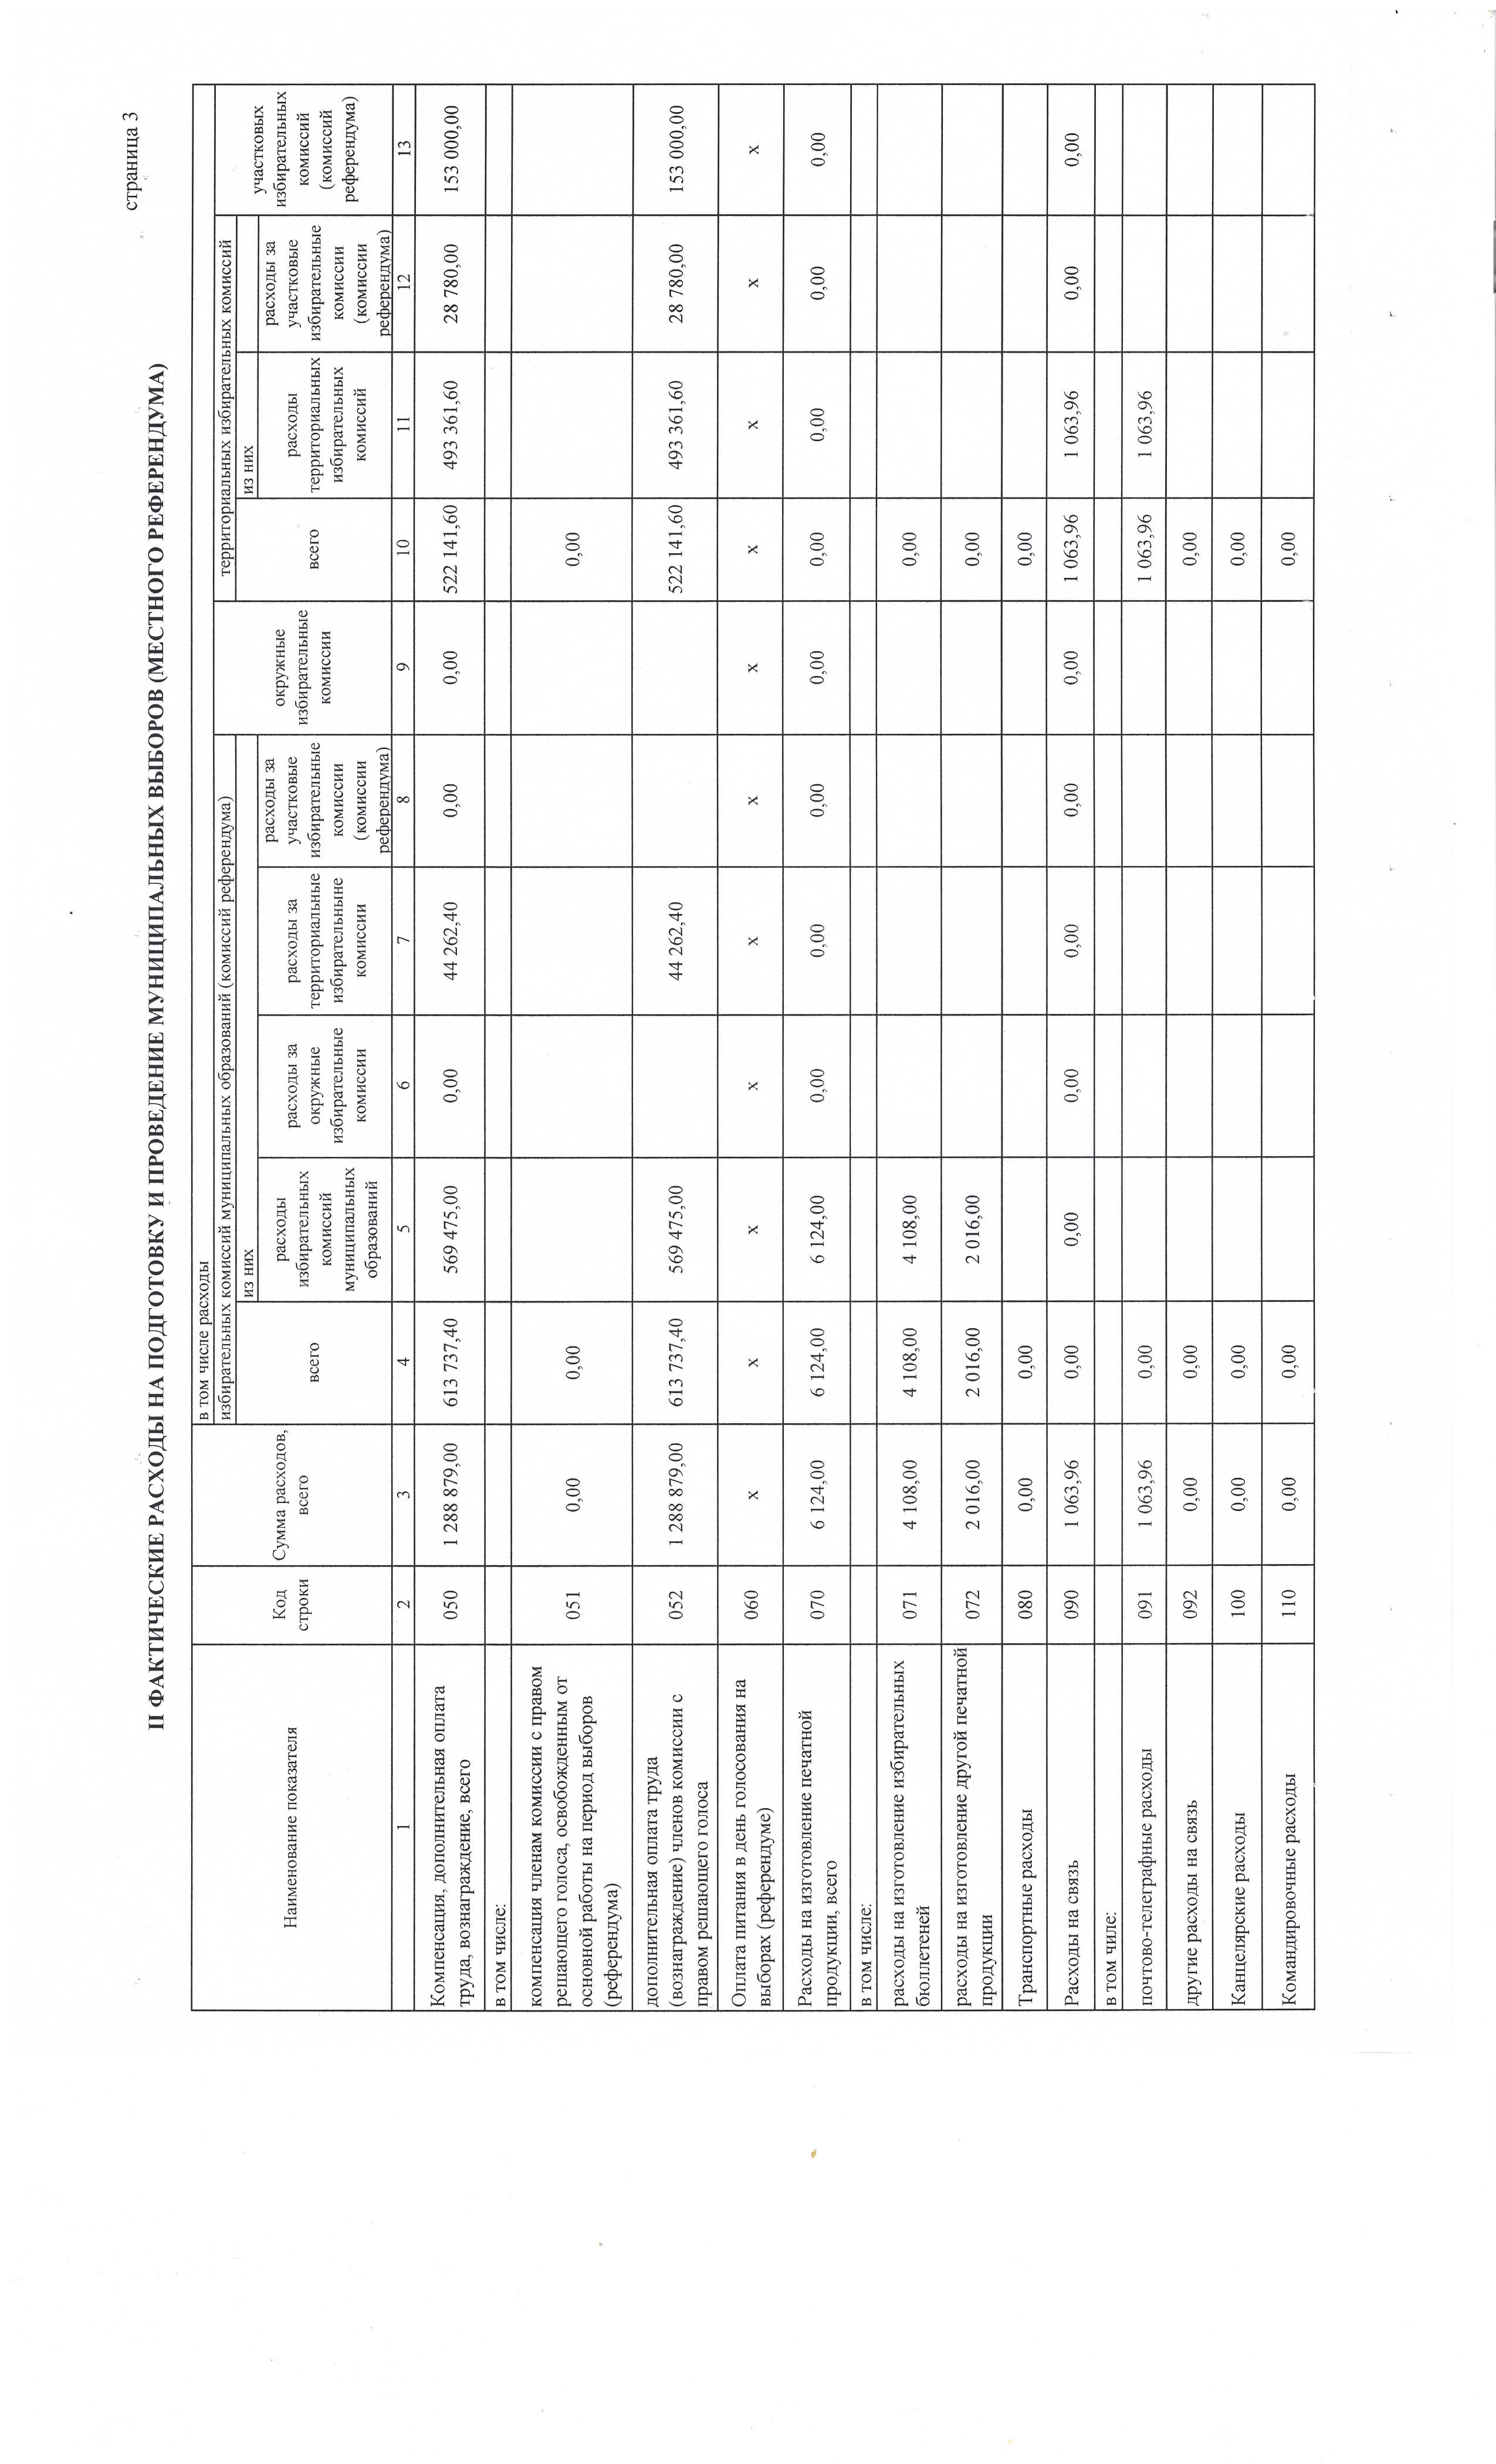 страница 3
II ФАКТИЧЕСКИЕ РАСХОДЫ НА ПОДГОТОВКУ И ПРОВЕДЕНИЕ МУНИЦИПАЛЬНЫХ ВЫБОРОВ (МЕСТНОГО РЕФЕРЕНДУМА)
Наименование показателя
Код
строки
Сумма расходов,
всего
в том числе расходы
избирательных комиссий муниципальных образований (комиссий референдума)
всего
из них
расходы
избирательных
комиссий
муниципальных
образований
расходы за
окружные
избирательные
комиссии
расходы за
территориальные
избирательныне
комиссии
расходы за
участковые
избирательные
комиссии
(комиссии
референдума)
окружные
избирательные
комиссии
территориальных избирательных комиссий
всего
из них
расходы
территориальных
избирательных
комиссий
расходы за
участковые
избирательные
комиссии
(комиссии
референдума)
участковых
избирательных
комиссий
(комиссий
референдума)
1 2 3 4 5 6 7 8 9 10 11 12 13
Компенсация, дополнительная оплата
труда, вознаграждение, всего 050 1 288 879,00 613 737,40 569 475,00 0,00 44 262,40 0,00 0,00 522 141,60 493 361,60 28 780,00 153 000,00
в том числе:
компенсация членам комиссии с правом
решающего голоса, освобожденным от
основной работы на период выборов
(референдума) 051 0,00 0,00 0,00
дополнительная оплата труда
(вознаграждение) членов комиссии с
правом решающего голоса 052 1 288 879,00 613 737,40 569 475,00 44 262,40 522 141,60 493 361,60 28 780,00 153 000,00
Оплата питания в день голосования на
выборах (референдуме) 060 х х х х х х х х х х х
Расходы на изготовление печатной
продукции, всего 070 6 124,00 6 124,00 6 124,00 0,00 0,00 0,00 0,00 0,00 0,00 0,00 0,00
в том числе:
расходы на изготовление избирательных
бюллетеней 071 4 108,00 4 108,00 4 108,00 0,00
расходы на изготовление другой печатной
продукции 072 2 016,00 2 016,00 2 016,00 0,00
Транспортные расходы 080 0,00 0,00 0,00
Расходы на связь 090 1 063,96 0,00 0,00 0,00 0,00 0,00 0,00 1 063,96 1 063,96 0,00 0,00
в том чиле:
почтово-телеграфные расходы 091 1 063,96 0,00 1 063,96 1 063,96
другие расходы на связь 092 0,00 0,00 0,00
Канцелярские расходы 100 0,00 0,00 0,00
Командировочные расходы 110 0,00 0,00 0,00